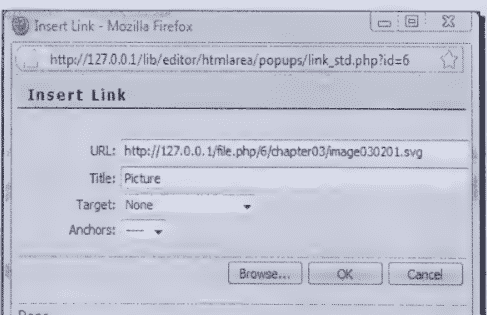 Insert Link - Mozilla Firefox
http://127.0.0.1/lib/editor/htmlarea/popups/link_std.php?id=6
Insert Link
URL: http://127.0.0.1/file.php/6/chapter03/image030201.svg
Title: Picture
Target: None
Anchors: ---
Browse... OK Cancel